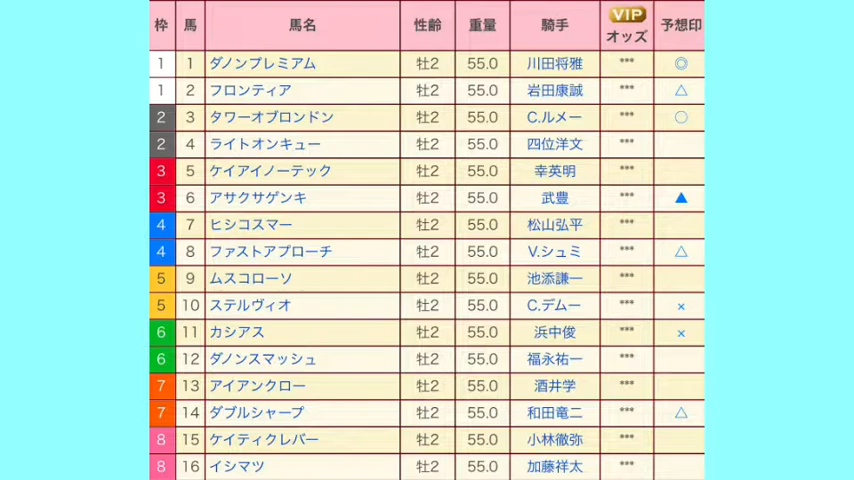 枠 馬 馬名 性齢 重量 騎手 VIP オッズ 予想印
1 1 ダノンプレミアム 牡2 55.0 川田将雅 *** ◎
1 2 フロンティア 牡2 55.0 岩田康誠 *** △
2 3 タワーオブロンドン 牡2 55.0 C.ルメー *** ○
2 4 ライトオンキュー 牡2 55.0 四位洋文 ***
3 5 ケイアイノーテック 牡2 55.0 幸英明 ***
3 6 アサクサゲンキ 牡2 55.0 武豊 *** ▲
4 7 ヒシコスマー 牡2 55.0 松山弘平 ***
4 8 ファストアプローチ 牡2 55.0 V.シュミ *** △
5 9 ムスコローソ 牡2 55.0 池添謙一 ***
5 10 ステルヴィオ 牡2 55.0 C.デムー *** ×
6 11 カシアス 牡2 55.0 浜中俊 *** ×
6 12 ダノンスマッシュ 牡2 55.0 福永祐一 ***
7 13 アイアンクロー 牡2 55.0 酒井学 ***
7 14 ダブルシャープ 牡2 55.0 和田竜二 *** △
8 15 ケイティクレバー 牡2 55.0 小林徹弥 ***
8 16 イシマツ 牡2 55.0 加藤祥太 ***